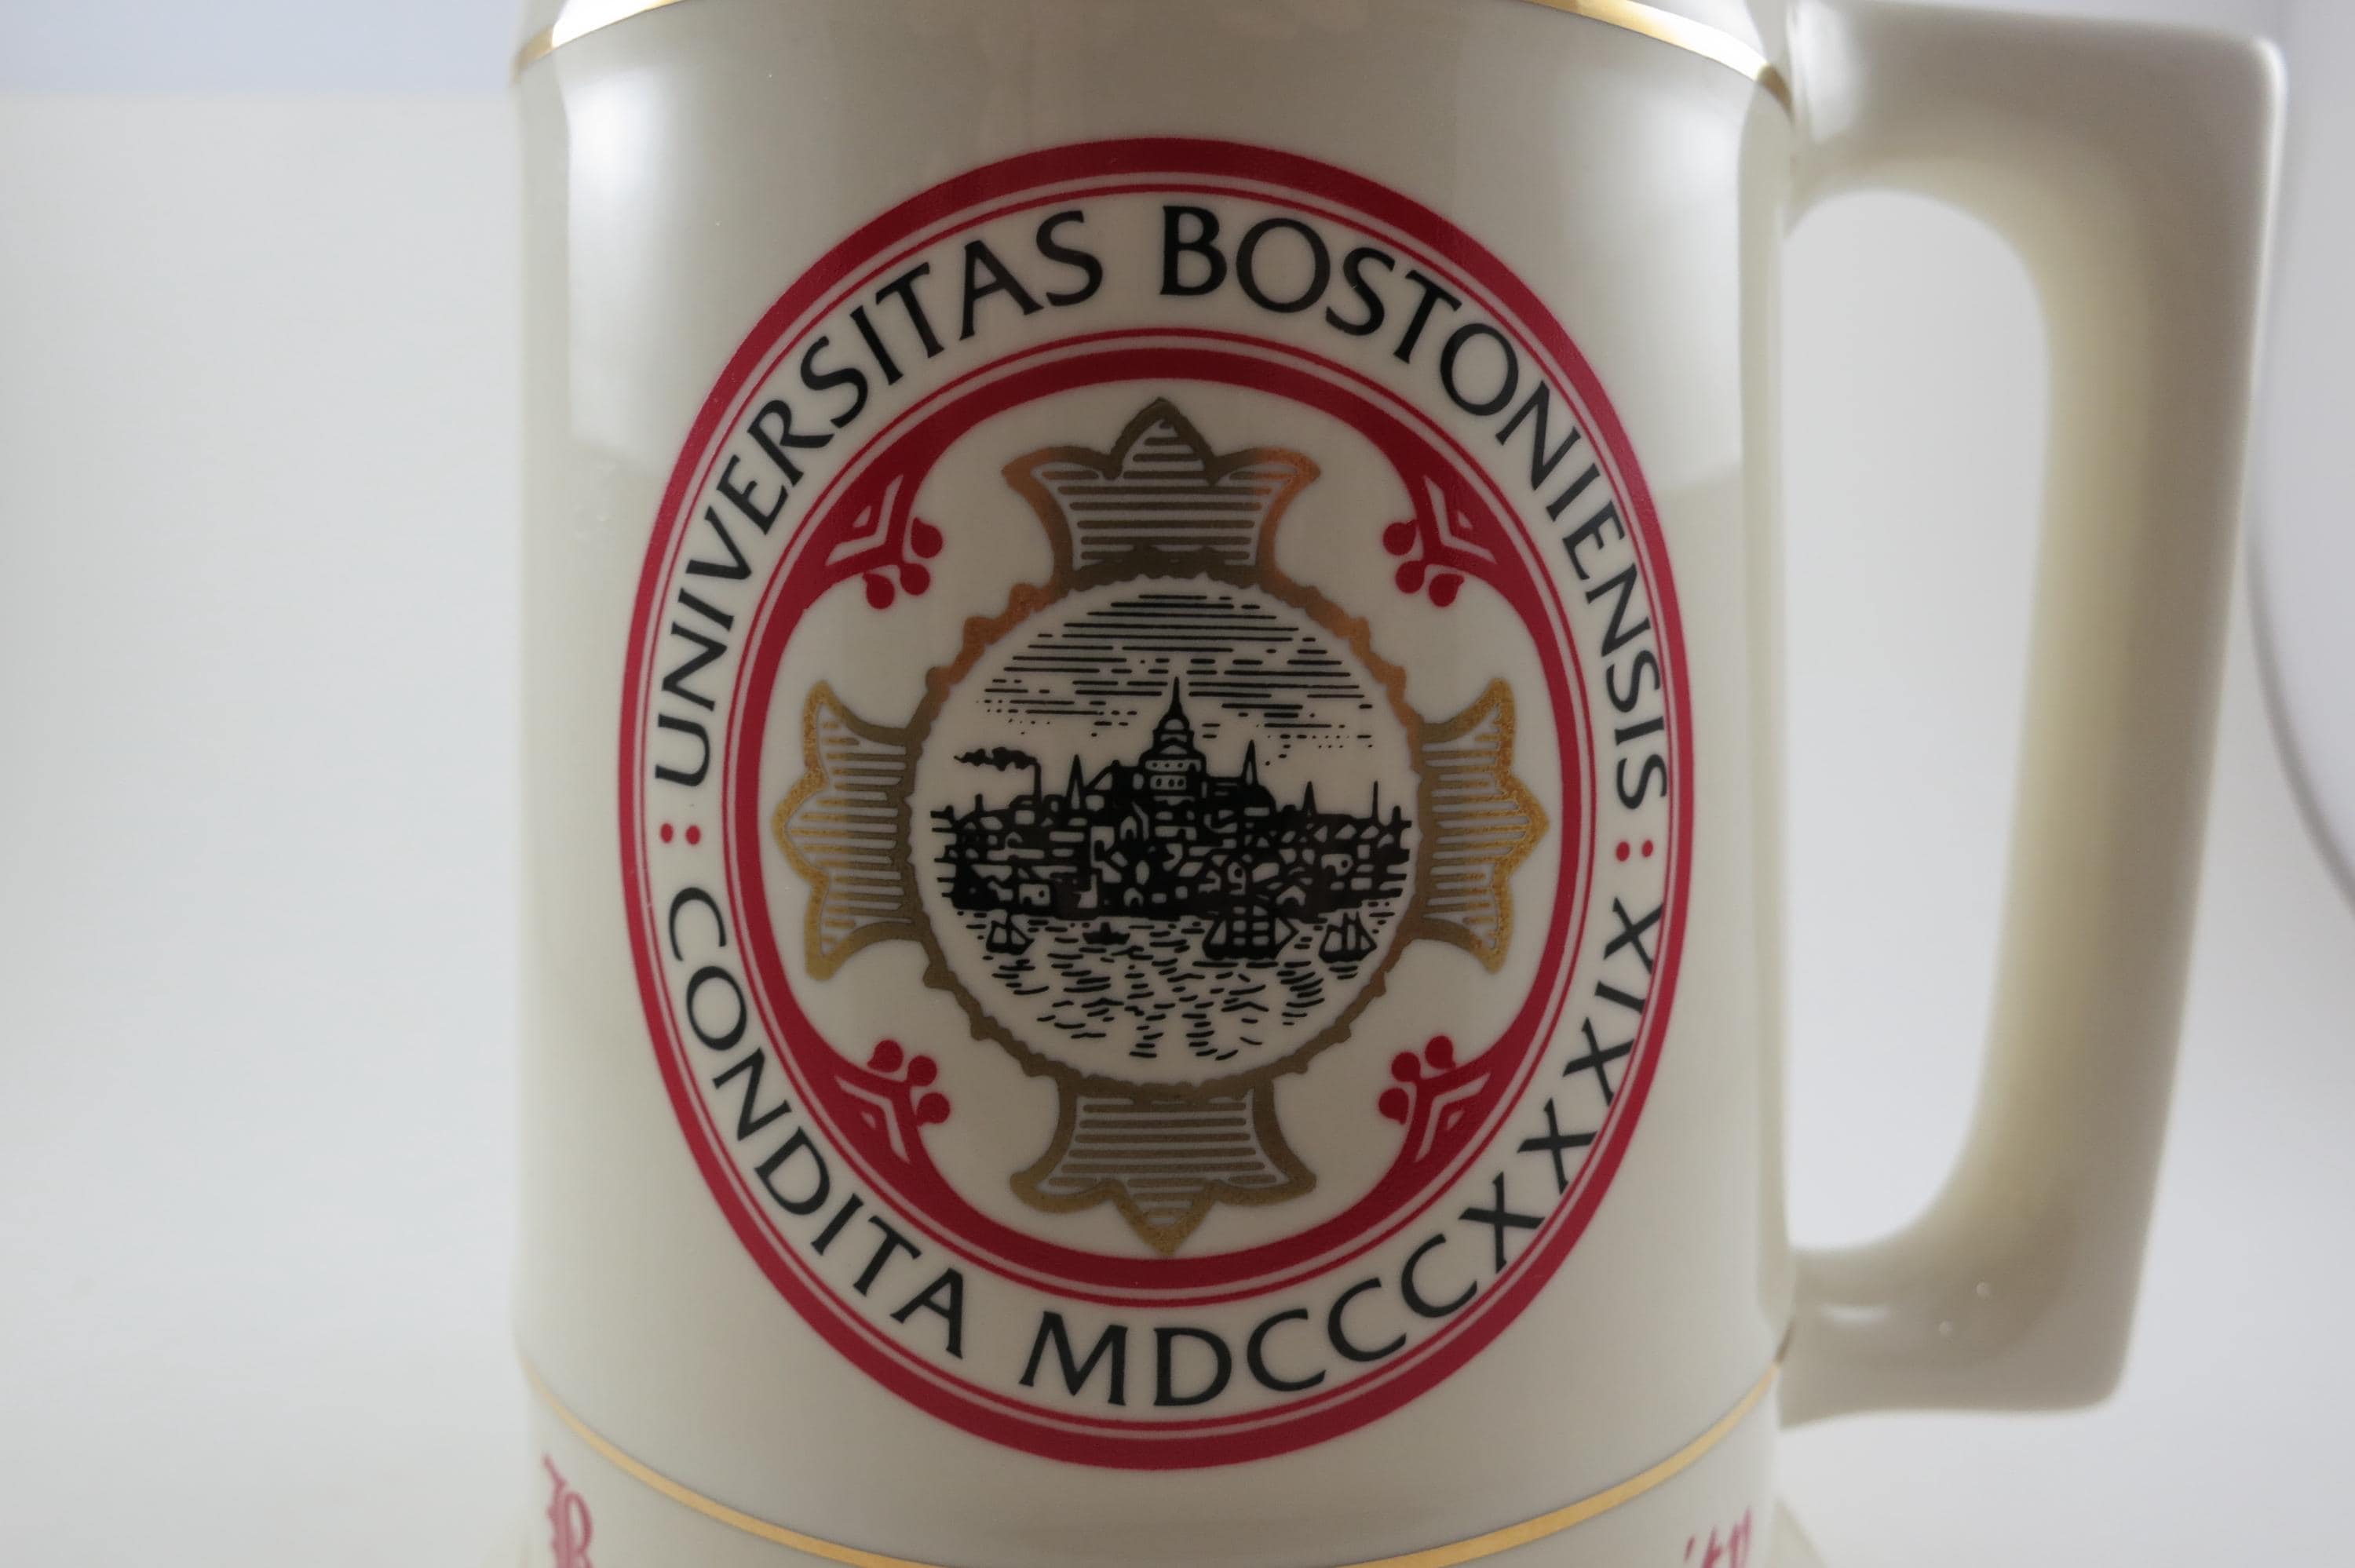 UNIVERSITAS BOSTONIENSIS :
CONDITA MDCCCXXXIX :